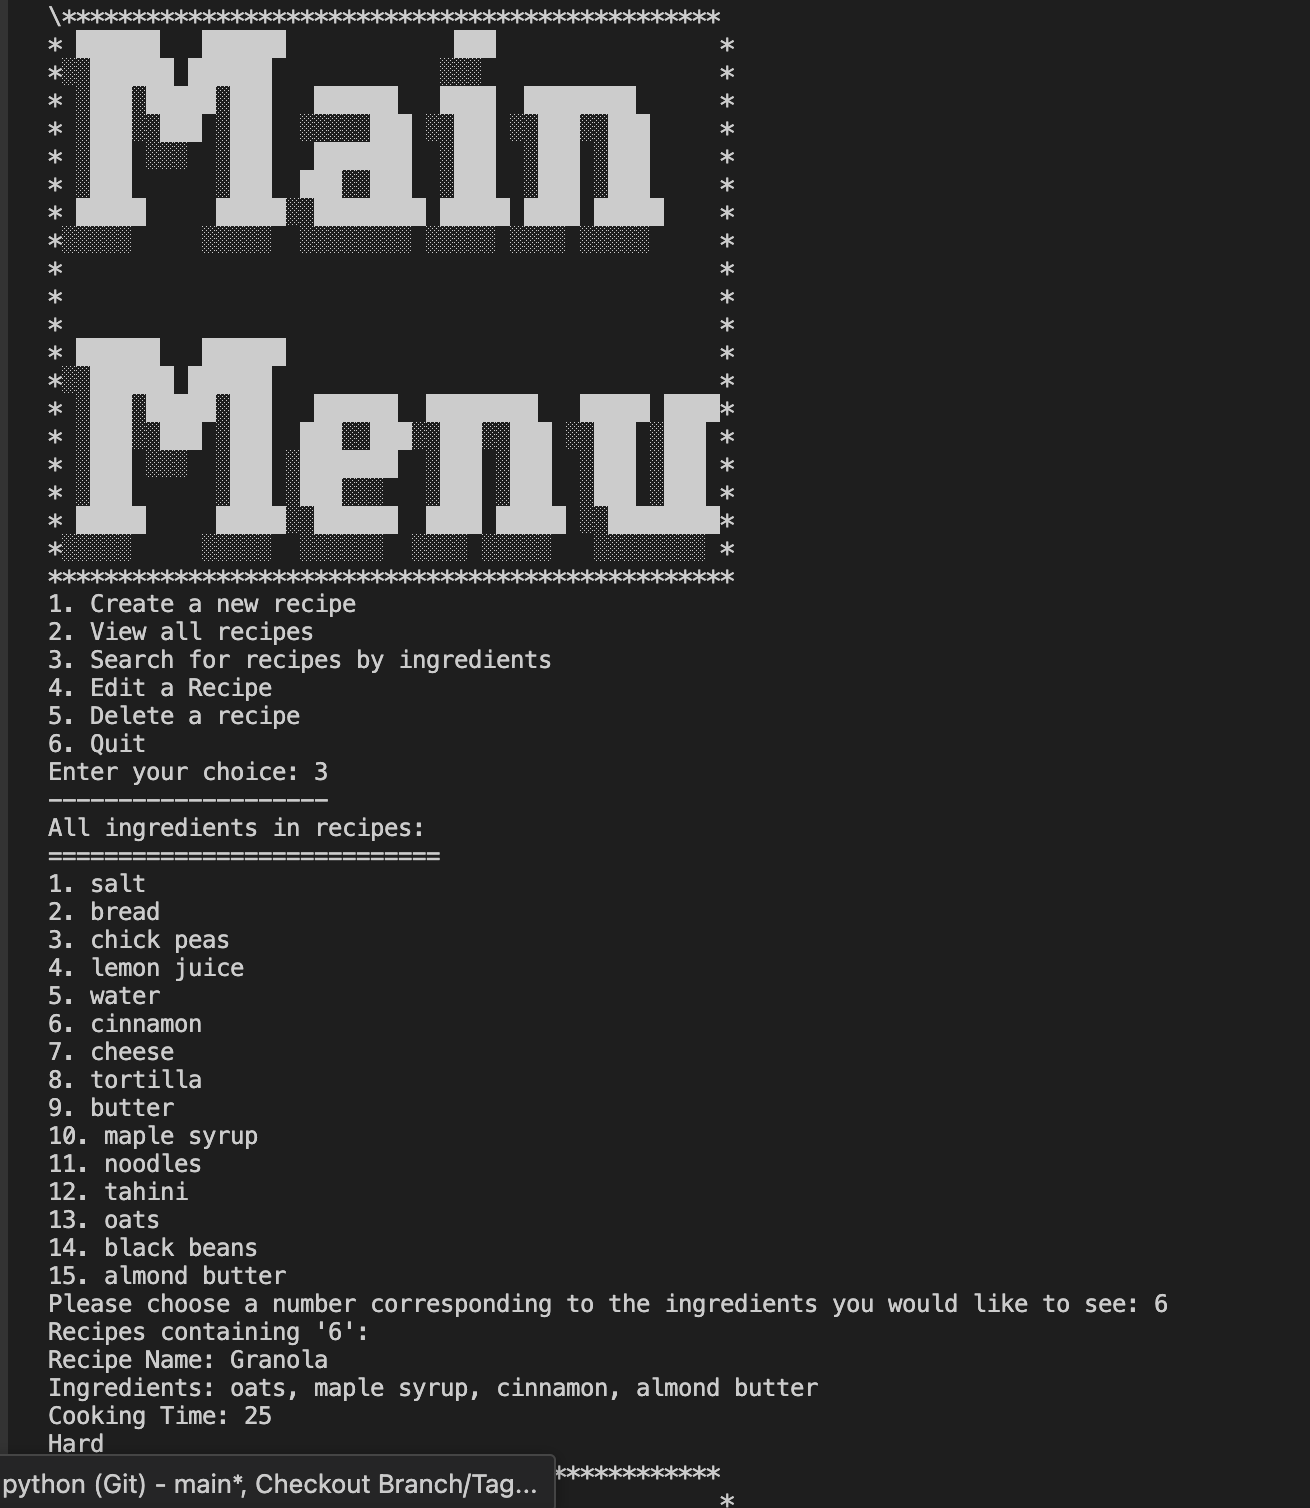 \***********************************************
Main
Menu
*************************************************
1. Create a new recipe
2. View all recipes
3. Search for recipes by ingredients
4. Edit a Recipe
5. Delete a recipe
6. Quit
Enter your choice: 3
--------------------
All ingredients in recipes:
============================
1. salt
2. bread
3. chick peas
4. lemon juice
5. water
6. cinnamon
7. cheese
8. tortilla
9. butter
10. maple syrup
11. noodles
12. tahini
13. oats
14. black beans
15. almond butter
Please choose a number corresponding to the ingredients you would like to see: 6
Recipes containing '6':
Recipe Name: Granola
Ingredients: oats, maple syrup, cinnamon, almond butter
Cooking Time: 25
Hard
python (Git) - main*, Checkout Branch/Tag...